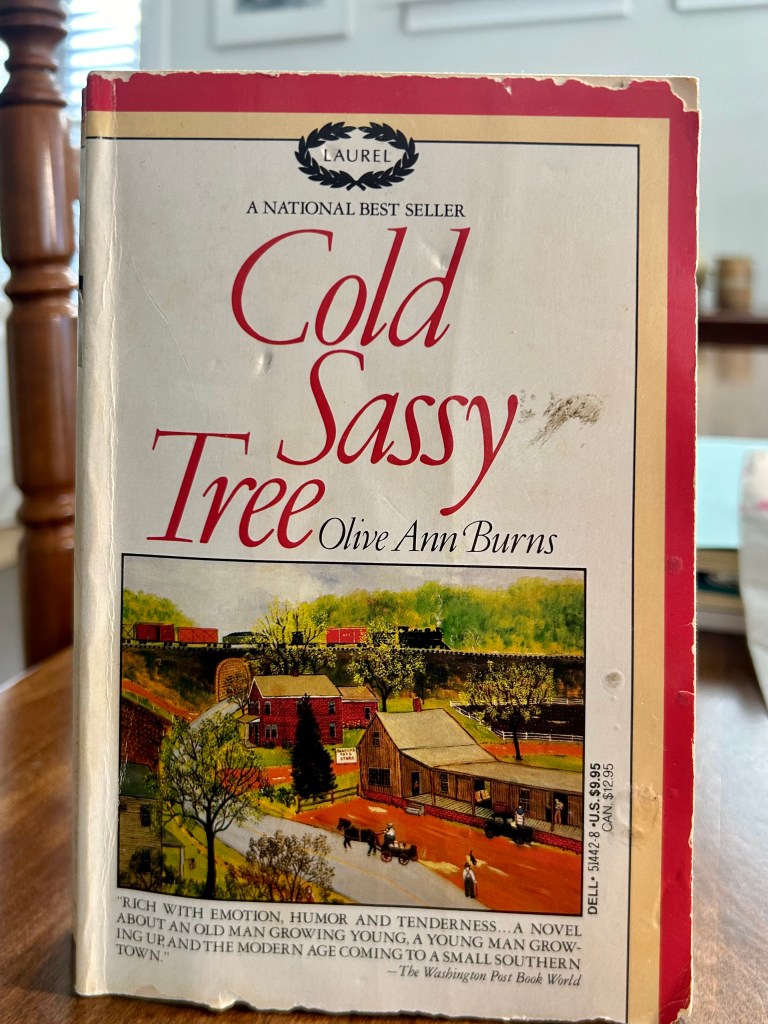 LAUREL
A NATIONAL BEST SELLER
Cold
Sassy
Tree
Olive Ann Burns
DELL • 51442-8 • U.S. $9.95
CAN. $12.95
"RICH WITH EMOTION, HUMOR AND TENDERNESS...A NOVEL
ABOUT AN OLD MAN GROWING YOUNG, A YOUNG MAN GROW-
ING UP, AND THE MODERN AGE COMING TO A SMALL SOUTHERN
TOWN."
—The Washington Post Book World